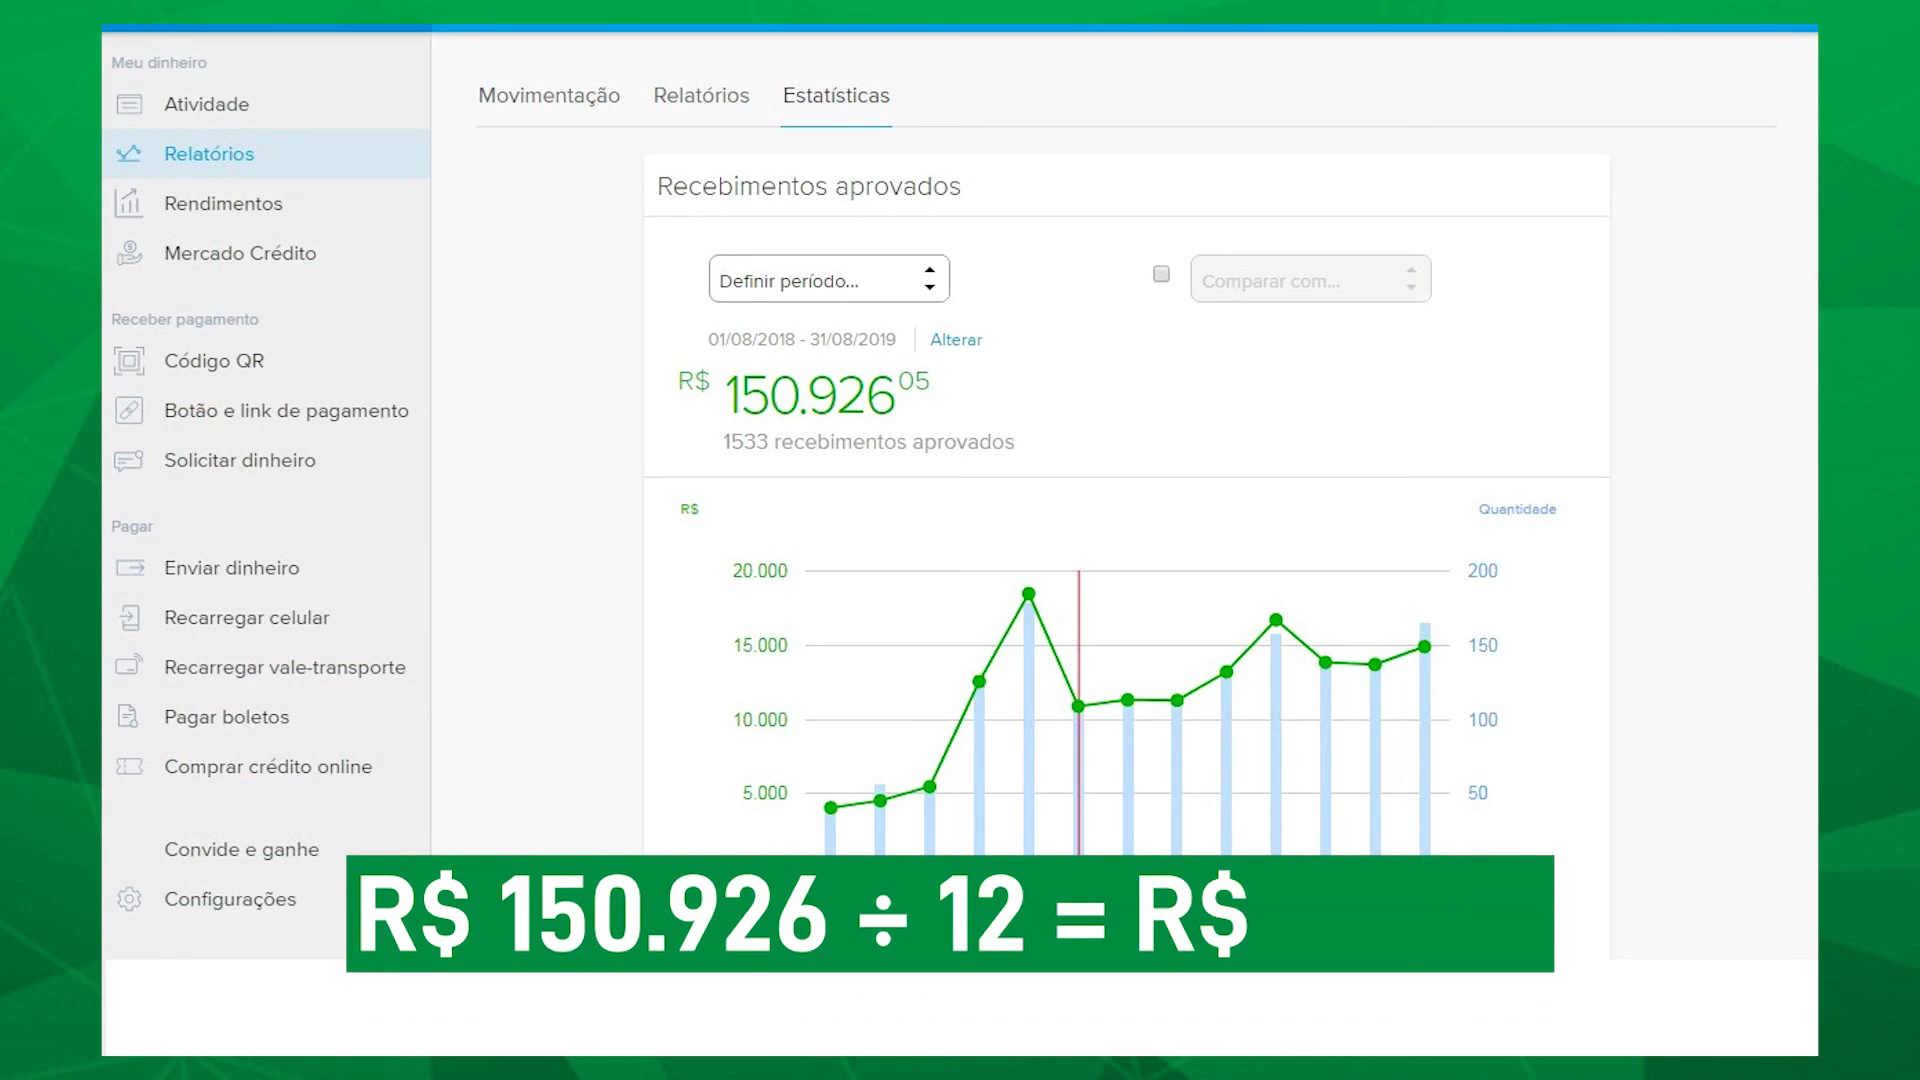 Meu dinheiro
Atividade
Relatórios
Rendimentos
Mercado Crédito
Receber pagamento
Código QR
Botão e link de pagamento
Solicitar dinheiro
Pagar
Enviar dinheiro
Recarregar celular
Recarregar vale-transporte
Pagar boletos
Comprar crédito online
Convide e ganhe
Configurações
Movimentação Relatórios Estatísticas
Recebimentos aprovados
Definir período... Comparar com...
01/08/2018 - 31/08/2019 Alterar
R$ 150.926 05
1533 recebimentos aprovados
R$ Quantidade
20.000 200
15.000 150
10.000 100
5.000 50
R$ 150.926 ÷ 12 = R$